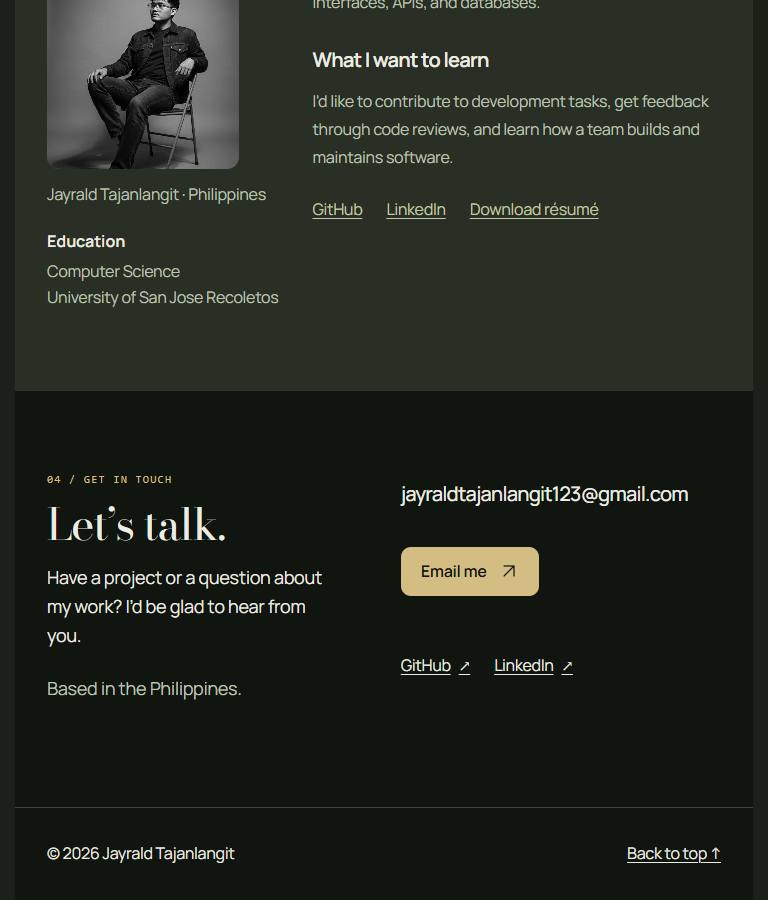 interfaces, APIs, and databases.
What I want to learn
I'd like to contribute to development tasks, get feedback
through code reviews, and learn how a team builds and
maintains software.
GitHub LinkedIn Download résumé
Jayrald Tajanlangit · Philippines
Education
Computer Science
University of San Jose Recoletos
04 / GET IN TOUCH
Let’s talk.
Have a project or a question about
my work? I’d be glad to hear from
you.
Based in the Philippines.
jayraldtajanlangit123@gmail.com
Email me ↗
GitHub ↗ LinkedIn ↗
© 2026 Jayrald Tajanlangit
Back to top ↑